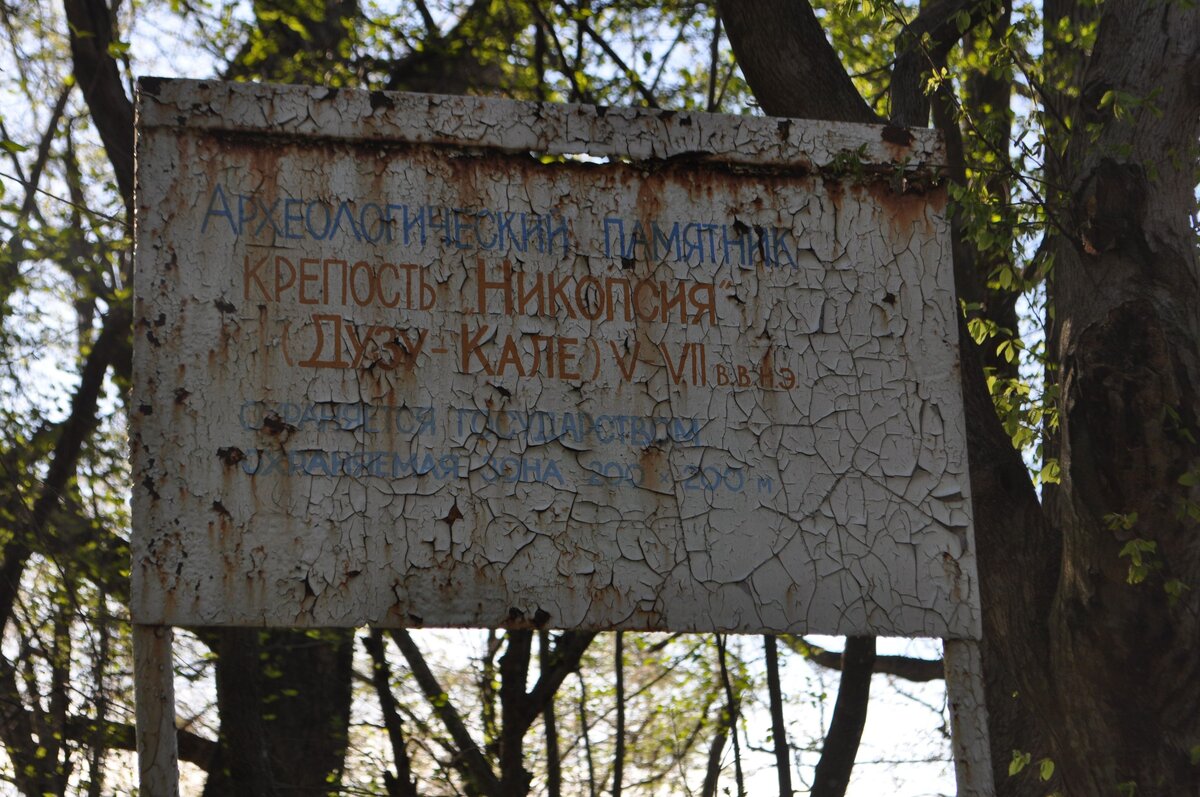 Археологический памятник
крепость „Никопсия"
(Дузу-Кале) V VII в.в н.э.
Охраняется государством
Охраняемая зона 200 × 200 м